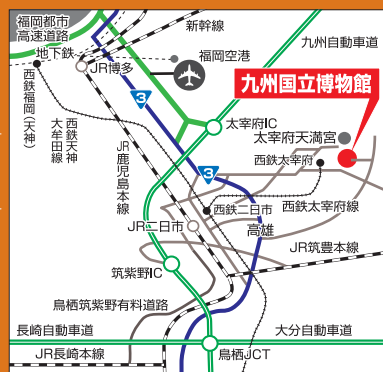 福岡都市
高速道路
新幹線
地下鉄
福岡空港
九州自動車道
JR博多
西鉄福岡(天神)
西鉄天神
大牟田線
3
九州国立博物館
太宰府IC
太宰府天満宮
JR鹿児島本線
3
西鉄太宰府
西鉄二日市
西鉄太宰府線
JR二日市
高雄
JR筑豊本線
筑紫野IC
鳥栖筑紫野有料道路
長崎自動車道
大分自動車道
JR長崎本線
鳥栖JCT